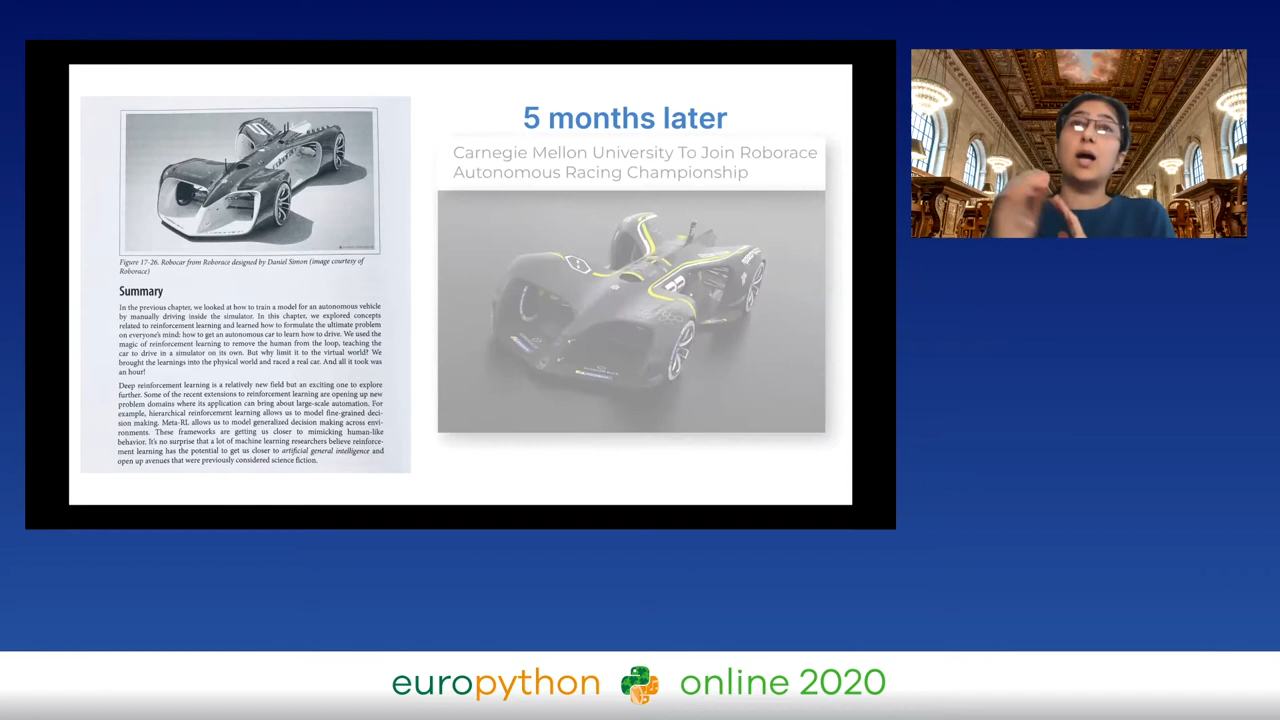 Figure 17-26. Robocar from Roborace designed by Daniel Simon (image courtesy of
Roborace)
Summary
In the previous chapter, we looked at how to train a model for an autonomous vehicle
by manually driving inside the simulator. In this chapter, we explored concepts
related to reinforcement learning and learned how to formulate the ultimate problem
on everyone's mind: how to get an autonomous car to learn how to drive. We used the
magic of reinforcement learning to remove the human from the loop, teaching the
car to drive in a simulator on its own. But why limit it to the virtual world? We
brought the learnings into the physical world and raced a real car. And all it took was
an hour!
Deep reinforcement learning is a relatively new field but an exciting one to explore
further. Some of the recent extensions to reinforcement learning are opening up new
problem domains where its application can bring about large-scale automation. For
example, hierarchical reinforcement learning allows us to model fine-grained deci-
sion making. Meta-RL allows us to model generalized decision making across envi-
ronments. These frameworks are getting us closer to mimicking human-like
behavior. It's no surprise that a lot of machine learning researchers believe reinforce-
ment learning has the potential to get us closer to artificial general intelligence and
open up avenues that were previously considered science fiction.
5 months later
Carnegie Mellon University To Join Roborace
Autonomous Racing Championship
europython online 2020